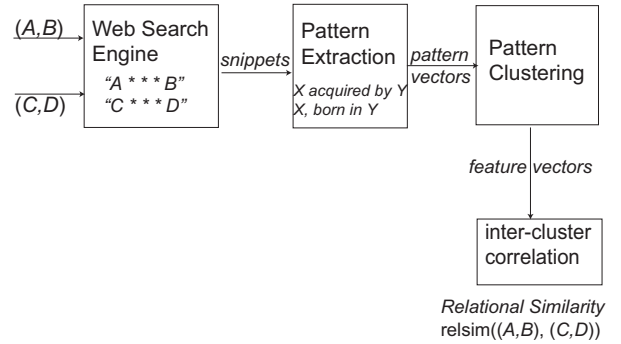 (A,B)
(C,D)
Web Search
Engine
“A * * * B”
“C * * * D”
snippets
Pattern
Extraction
X acquired by Y
X, born in Y
pattern
vectors
Pattern
Clustering
feature vectors
inter-cluster
correlation
Relational Similarity
relsim((A,B), (C,D))